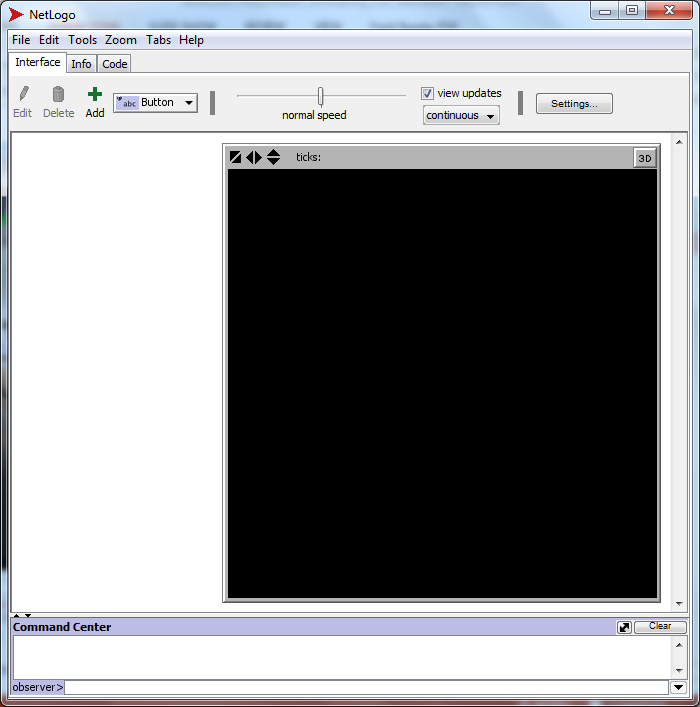 NetLogo
File Edit Tools Zoom Tabs Help
Interface Info Code
Edit Delete Add abc Button normal speed view updates continuous Settings...
ticks: 3D
Command Center Clear
observer>